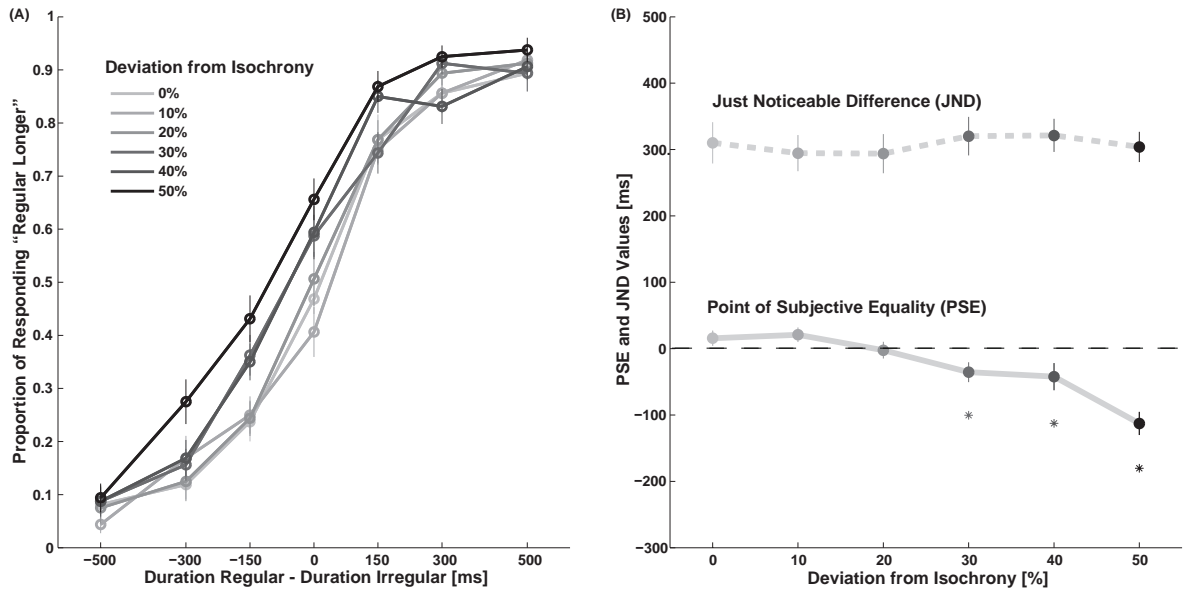 (A)
1
0.9
0.8
0.7
0.6
0.5
0.4
0.3
0.2
0.1
0
Proportion of Responding “Regular Longer”
Deviation from Isochrony
0%
10%
20%
30%
40%
50%
−500 −300 −150 0 150 300 500
Duration Regular - Duration Irregular [ms]
(B)
500
400
300
200
100
0
−100
−200
−300
PSE and JND Values [ms]
Just Noticeable Difference (JND)
Point of Subjective Equality (PSE)
*
*
*
0 10 20 30 40 50
Deviation from Isochrony [%]